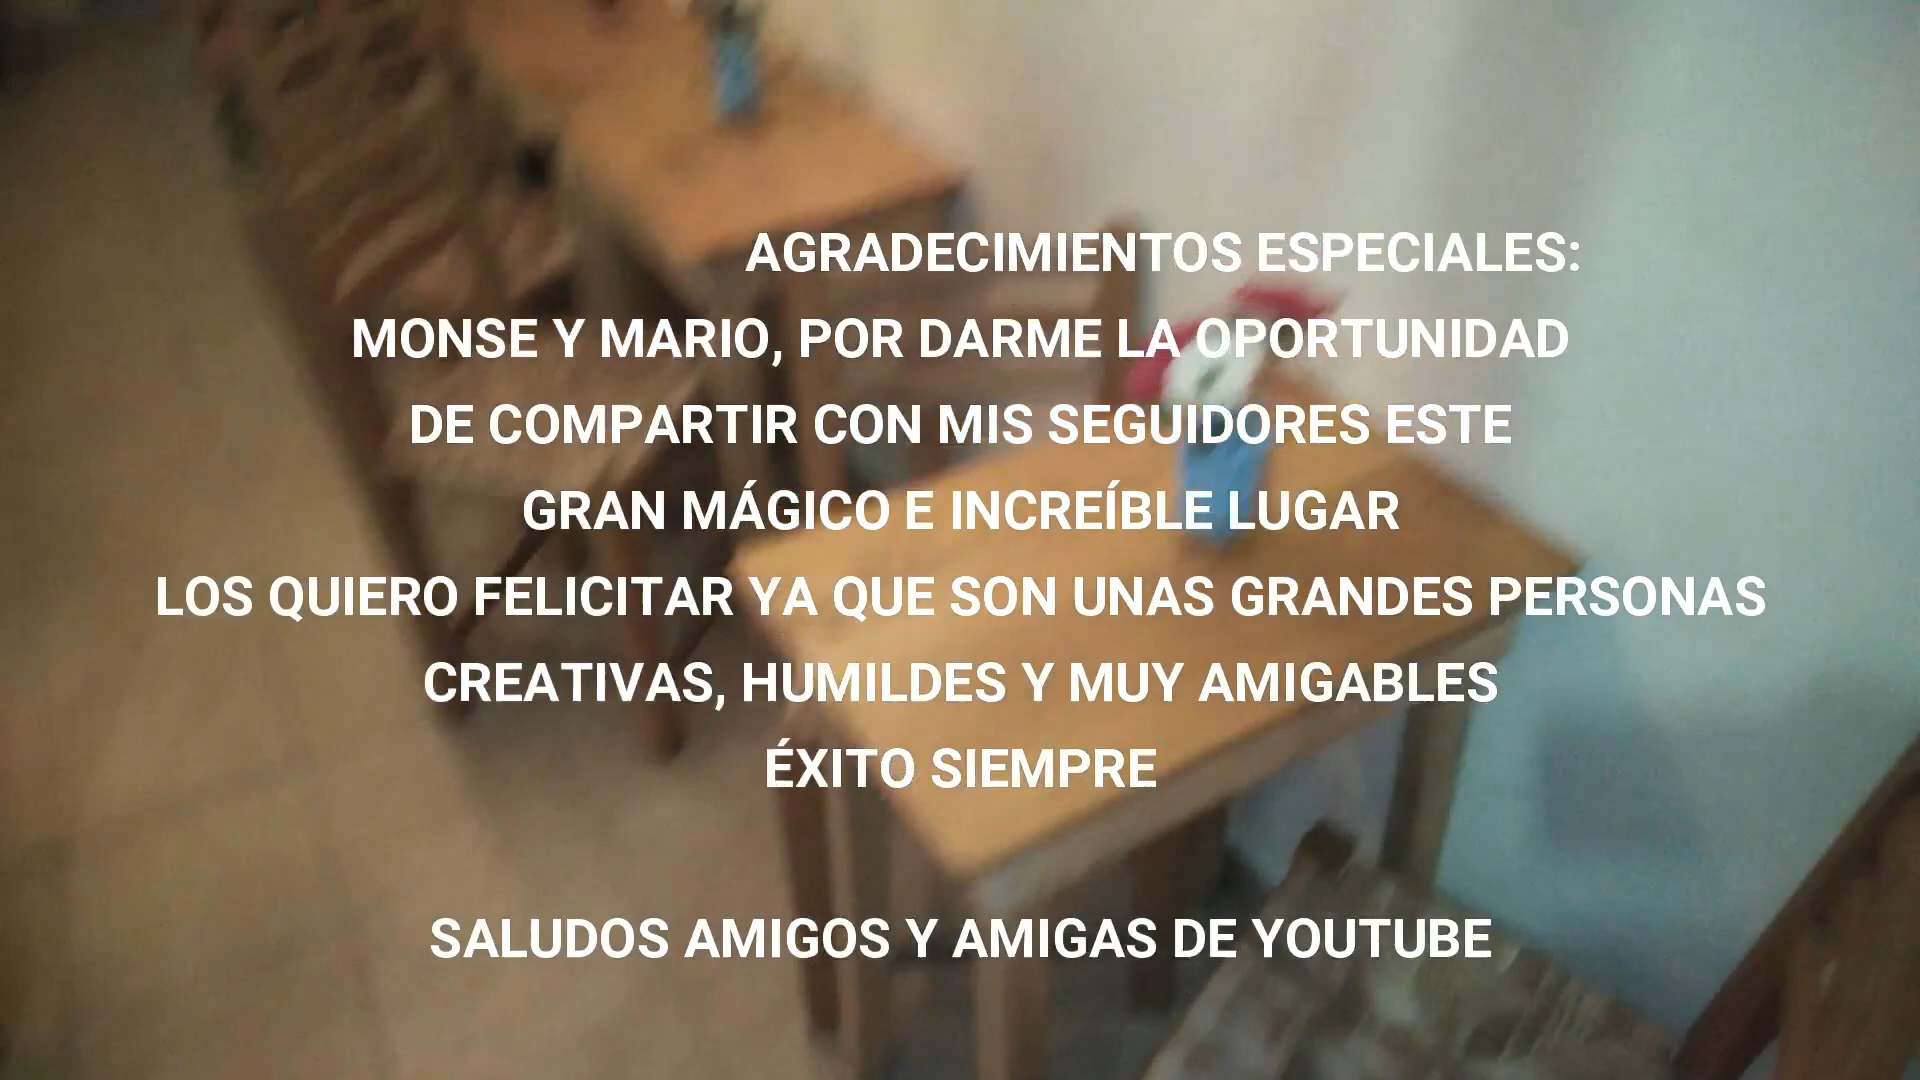 AGRADECIMIENTOS ESPECIALES:
MONSE Y MARIO, POR DARME LA OPORTUNIDAD
DE COMPARTIR CON MIS SEGUIDORES ESTE
GRAN MÁGICO E INCREÍBLE LUGAR
LOS QUIERO FELICITAR YA QUE SON UNAS GRANDES PERSONAS
CREATIVAS, HUMILDES Y MUY AMIGABLES
ÉXITO SIEMPRE
SALUDOS AMIGOS Y AMIGAS DE YOUTUBE